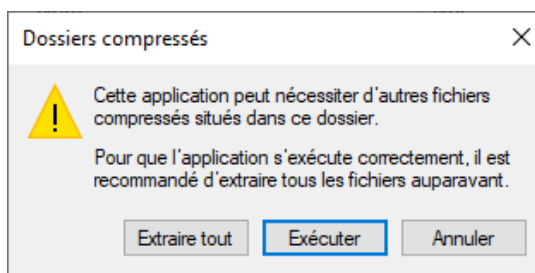 Dossiers compressés
Cette application peut nécessiter d'autres fichiers
compressés situés dans ce dossier.
Pour que l'application s'exécute correctement, il est
recommandé d'extraire tous les fichiers auparavant.
Extraire tout
Exécuter
Annuler